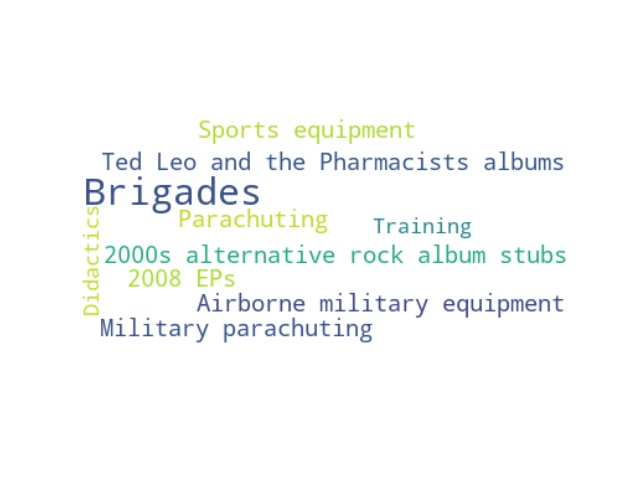 Sports equipment
Ted Leo and the Pharmacists albums
Brigades
Didactics
Parachuting
Training
2000s alternative rock album stubs
2008 EPs
Airborne military equipment
Military parachuting